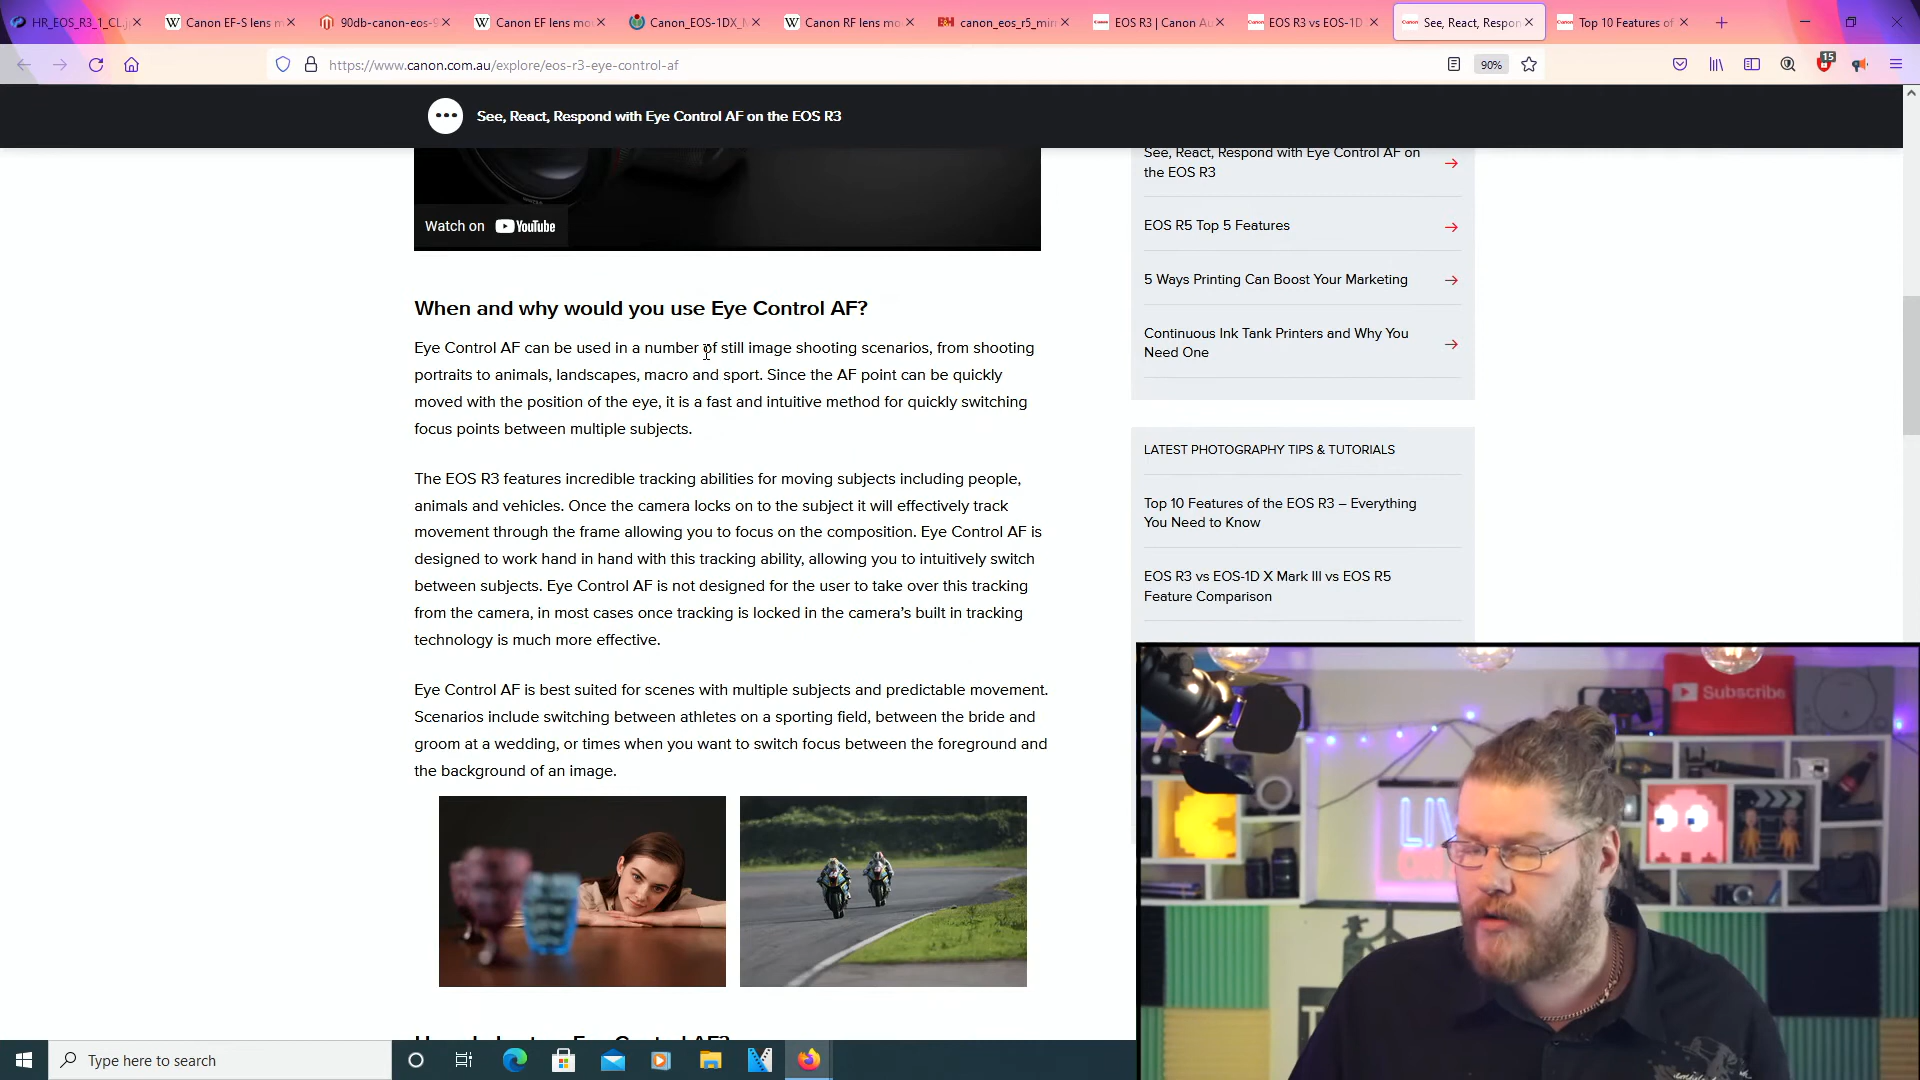 HR_EOS_R3_1_CL.j
Canon EF-S lens m
90db-canon-eos-
Canon EF lens mo
Canon_EOS-1DX_M
Canon RF lens mo
canon_eos_r5_mir
EOS R3 | Canon Au
EOS R3 vs EOS-1D
See, React, Respon
Top 10 Features of
https://www.canon.com.au/explore/eos-r3-eye-control-af
90%
15
See, React, Respond with Eye Control AF on the EOS R3
Watch on YouTube
When and why would you use Eye Control AF?
Eye Control AF can be used in a number of still image shooting scenarios, from shooting
portraits to animals, landscapes, macro and sport. Since the AF point can be quickly
moved with the position of the eye, it is a fast and intuitive method for quickly switching
focus points between multiple subjects.
The EOS R3 features incredible tracking abilities for moving subjects including people,
animals and vehicles. Once the camera locks on to the subject it will effectively track
movement through the frame allowing you to focus on the composition. Eye Control AF is
designed to work hand in hand with this tracking ability, allowing you to intuitively switch
between subjects. Eye Control AF is not designed for the user to take over this tracking
from the camera, in most cases once tracking is locked in the camera's built in tracking
technology is much more effective.
Eye Control AF is best suited for scenes with multiple subjects and predictable movement.
Scenarios include switching between athletes on a sporting field, between the bride and
groom at a wedding, or times when you want to switch focus between the foreground and
the background of an image.
See, React, Respond with Eye Control AF on
the EOS R3
EOS R5 Top 5 Features
5 Ways Printing Can Boost Your Marketing
Continuous Ink Tank Printers and Why You
Need One
LATEST PHOTOGRAPHY TIPS & TUTORIALS
Top 10 Features of the EOS R3 – Everything
You Need to Know
EOS R3 vs EOS-1D X Mark III vs EOS R5
Feature Comparison
Subscribe
Type here to search